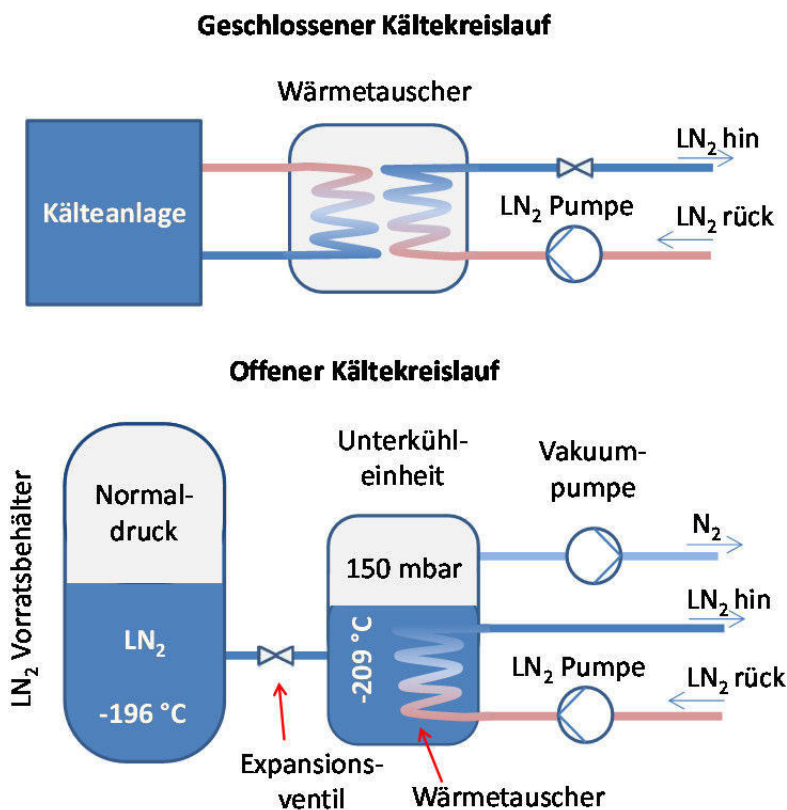 Geschlossener Kältekreislauf
Wärmetauscher
Kälteanlage
LN₂ hin
LN₂ Pumpe
LN₂ rück
Offener Kältekreislauf
LN₂ Vorratsbehälter
Normal-
druck
LN₂
-196 °C
Expansions-
ventil
Unterkühl-
einheit
150 mbar
-209 °C
Wärmetauscher
Vakuum-
pumpe
N₂
LN₂ hin
LN₂ Pumpe
LN₂ rück